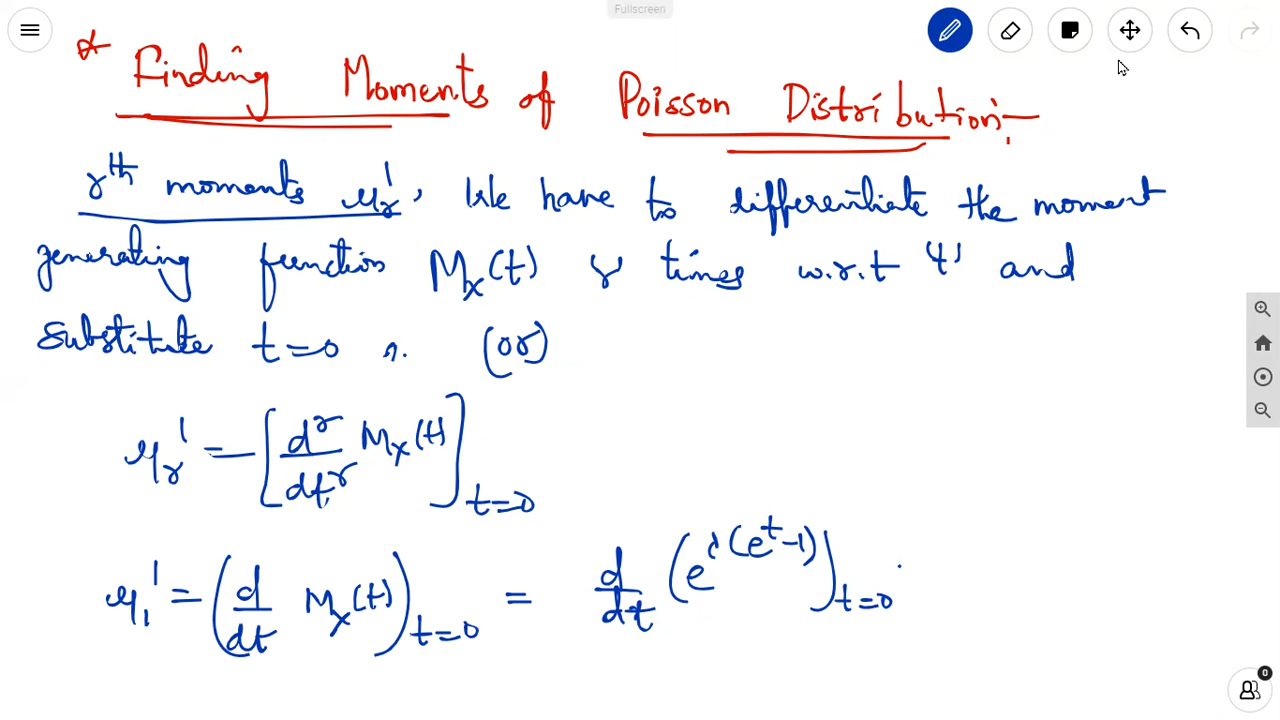 Fullscreen
* Finding Moments of Poisson Distribution:-
rth moments μr', We have to differentiate the moment
generating function Mx(t) r times w.r.t 't' and
substitute t=0 . (or)
μr' = [d^r/dt^r Mx(t)]t=0
μ1' = (d/dt Mx(t))t=0 = d/dt (e^λ(e^t-1))t=0
0